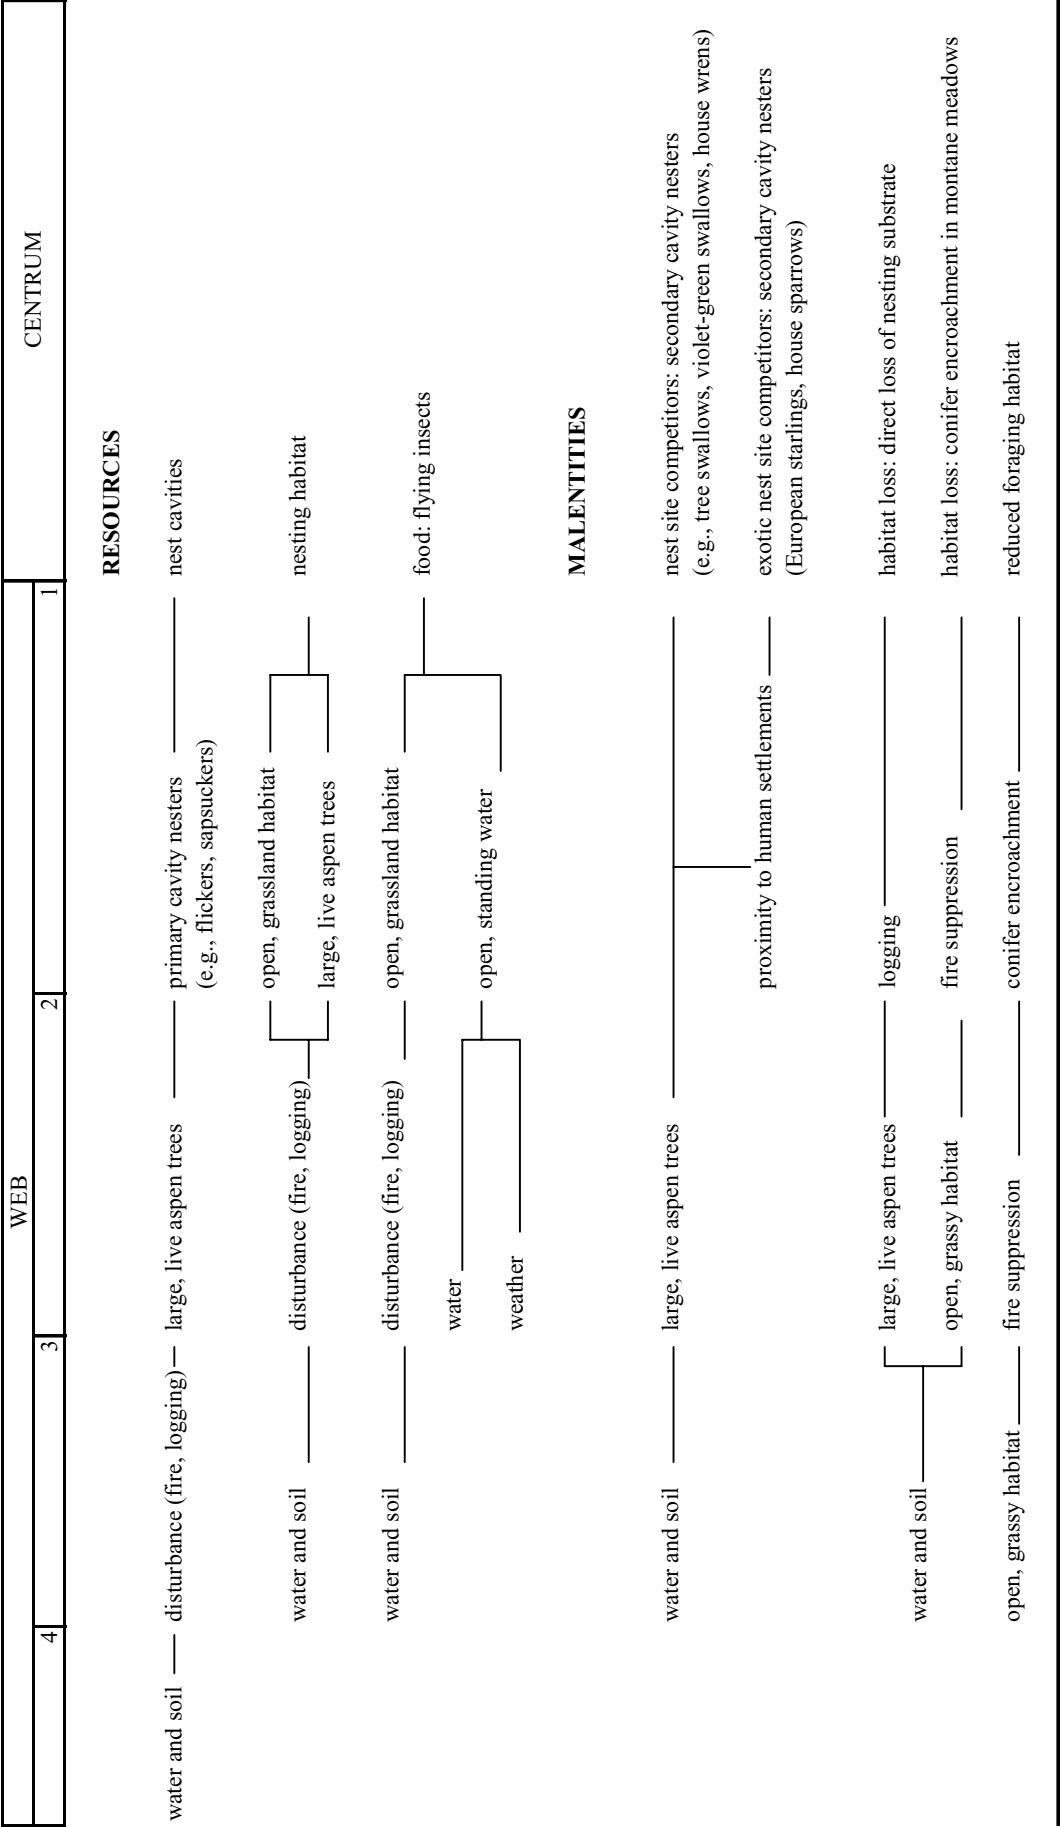 WEB
CENTRUM
4
3
2
1
RESOURCES
water and soil
disturbance (fire, logging)
large, live aspen trees
primary cavity nesters
(e.g., flickers, sapsuckers)
nest cavities
water and soil
disturbance (fire, logging)
open, grassland habitat
large, live aspen trees
nesting habitat
water and soil
disturbance (fire, logging)
open, grassland habitat
food: flying insects
water
weather
open, standing water
MALENTITIES
water and soil
large, live aspen trees
nest site competitors: secondary cavity nesters
(e.g., tree swallows, violet-green swallows, house wrens)
proximity to human settlements
exotic nest site competitors: secondary cavity nesters
(European starlings, house sparrows)
water and soil
large, live aspen trees
logging
habitat loss: direct loss of nesting substrate
open, grassy habitat
fire suppression
habitat loss: conifer encroachment in montane meadows
open, grassy habitat
fire suppression
conifer encroachment
reduced foraging habitat